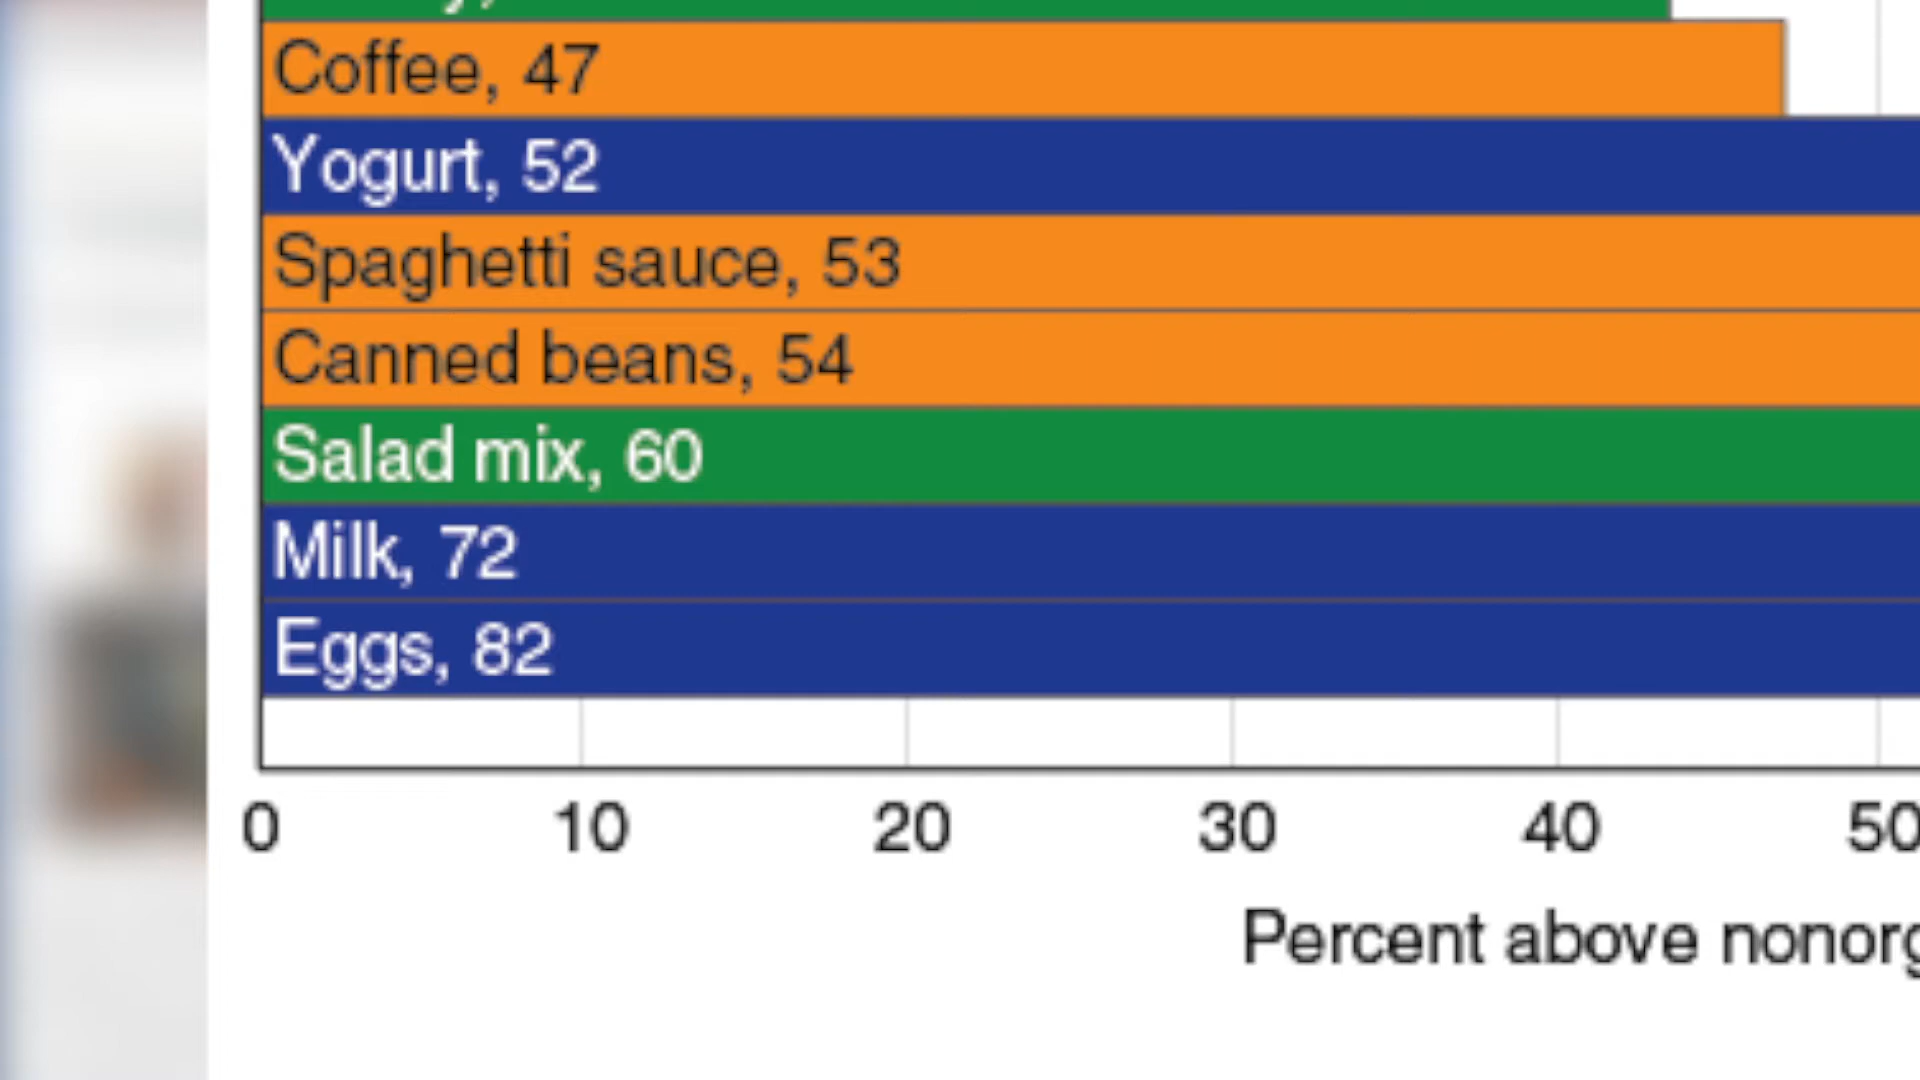 Coffee, 47
Yogurt, 52
Spaghetti sauce, 53
Canned beans, 54
Salad mix, 60
Milk, 72
Eggs, 82
0 10 20 30 40 50
Percent above